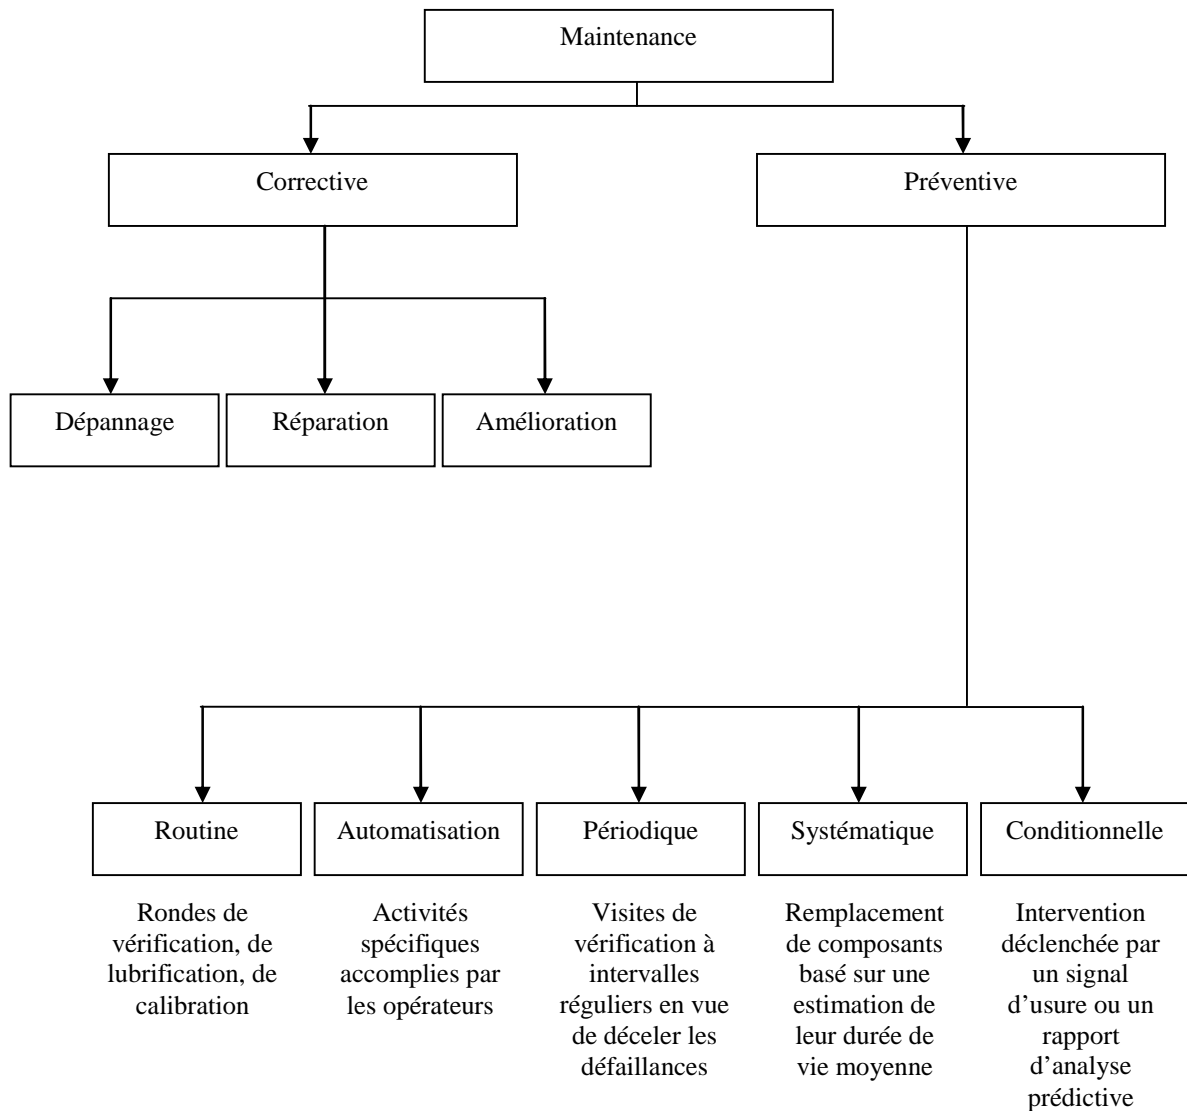 Maintenance
Corrective
Préventive
Dépannage
Réparation
Amélioration
Routine
Automatisation
Périodique
Systématique
Conditionnelle
Rondes de
vérification, de
lubrification, de
calibration
Activités
spécifiques
accomplies par
les opérateurs
Visites de
vérification à
intervalles
réguliers en vue
de déceler les
défaillances
Remplacement
de composants
basé sur une
estimation de
leur durée de
vie moyenne
Intervention
déclenchée par
un signal
d’usure ou un
rapport
d’analyse
prédictive